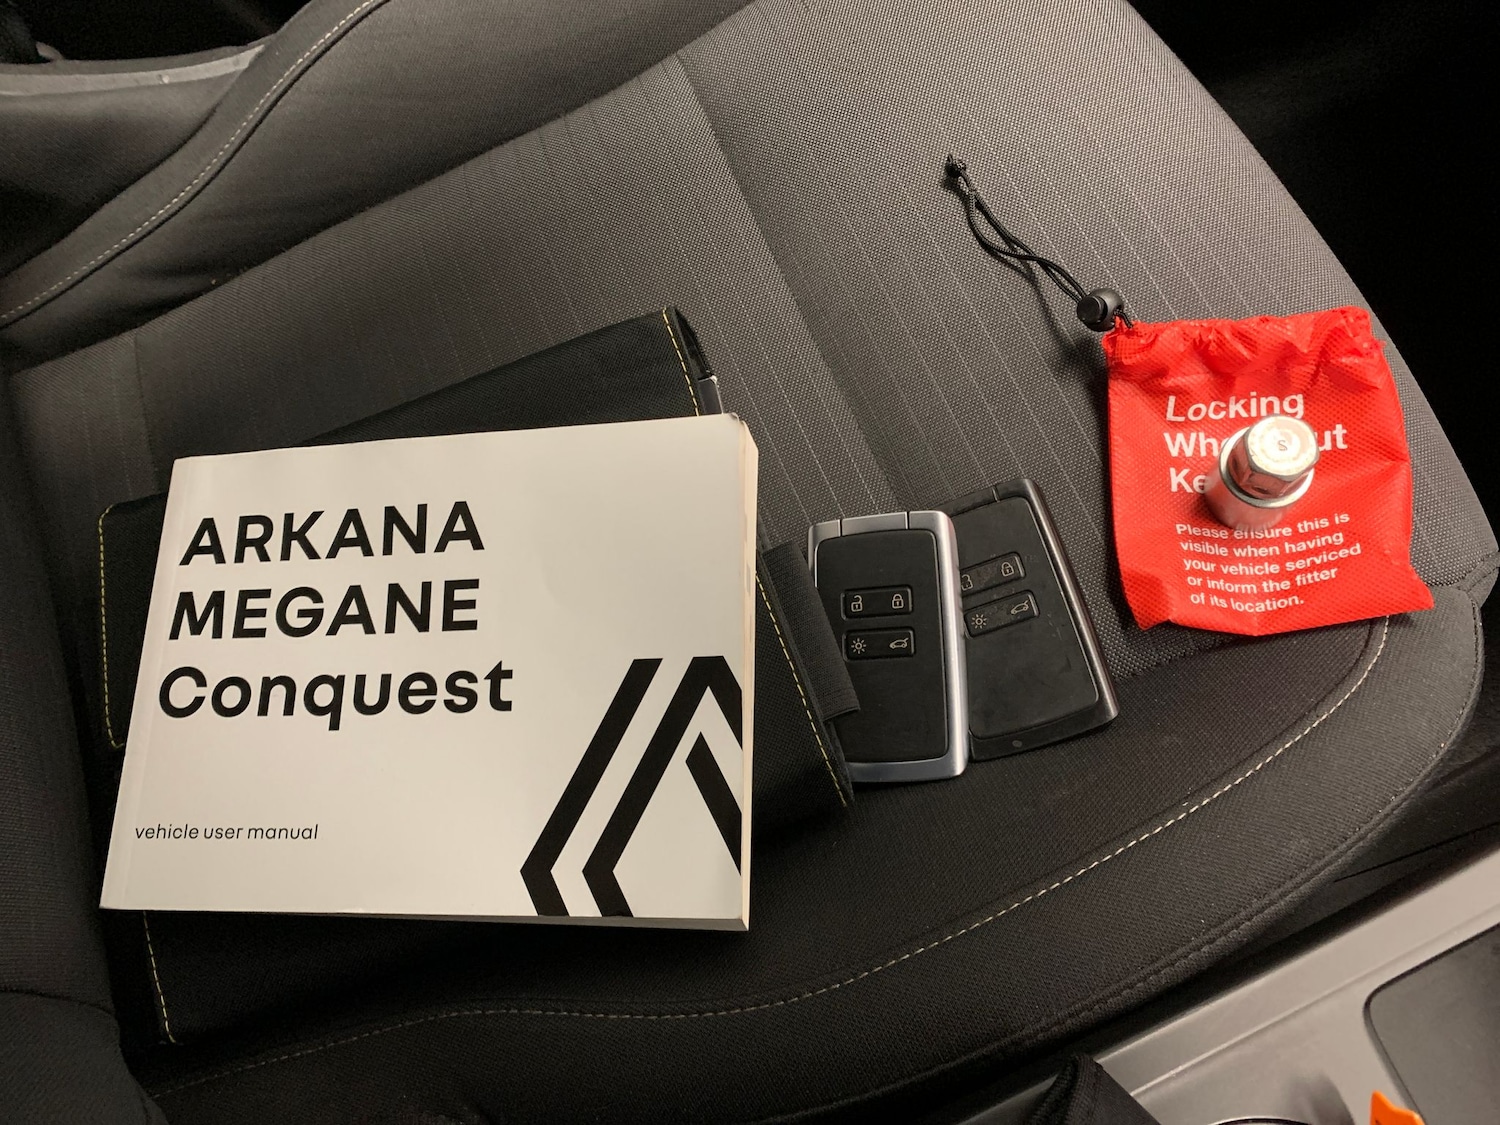 ARKANA
MEGANE
Conquest
vehicle user manual
Locking
Ke
Please ensure this is
visible when having
your vehicle serviced
or inform the fitter
of its location.
S